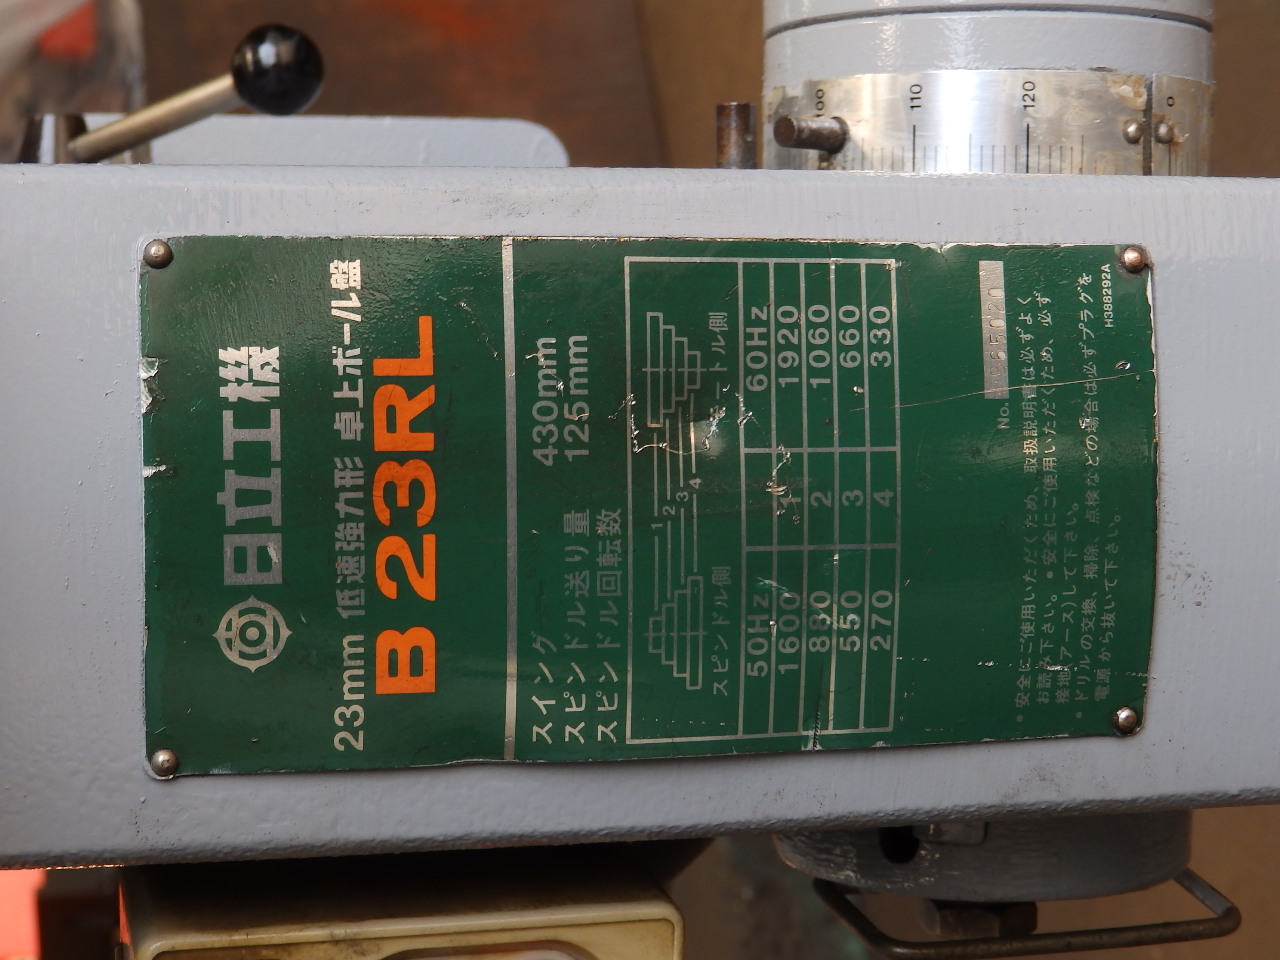 日立工機
23mm 低速強力形 卓上ボール盤
B 23RL
スイング 430mm
スピンドル送り量 125mm
スピンドル回転数
1
2
3
4
スピンドル側 モートル側
50Hz 60Hz
1600 1 1920
880 2 1060
550 3 660
270 4 330
No.
•安全にご使用いただくため、取扱説明書は必ずよく
お読み下さい。•安全にご使用いただくため、必ず
接地(アース)して下さい。
•ドリルの交換、掃除、点検などの場合は必ずプラグを
電源から抜いて下さい。
H388292A
100 110 120 0